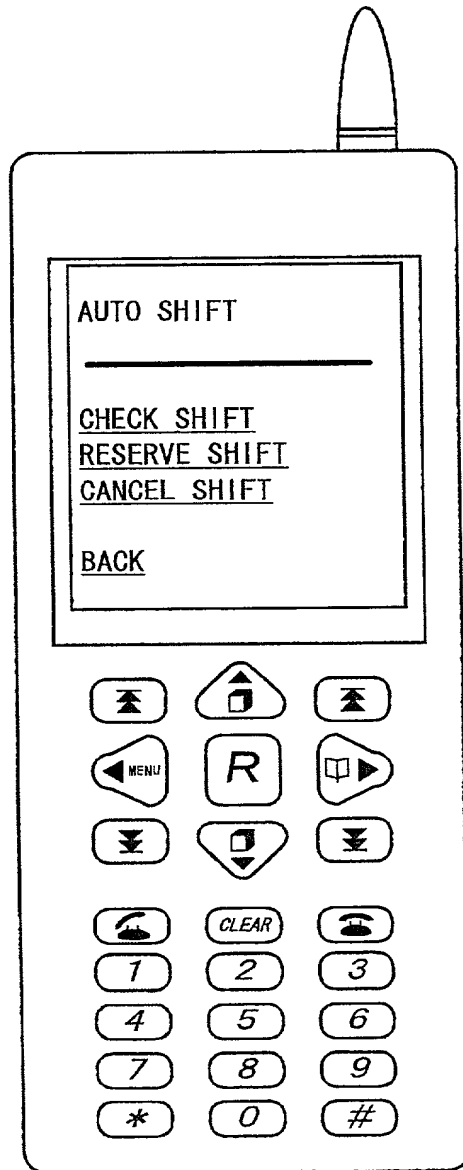 AUTO SHIFT
CHECK SHIFT
RESERVE SHIFT
CANCEL SHIFT
BACK
MENU R
CLEAR
1 2 3
4 5 6
7 8 9
* 0 #